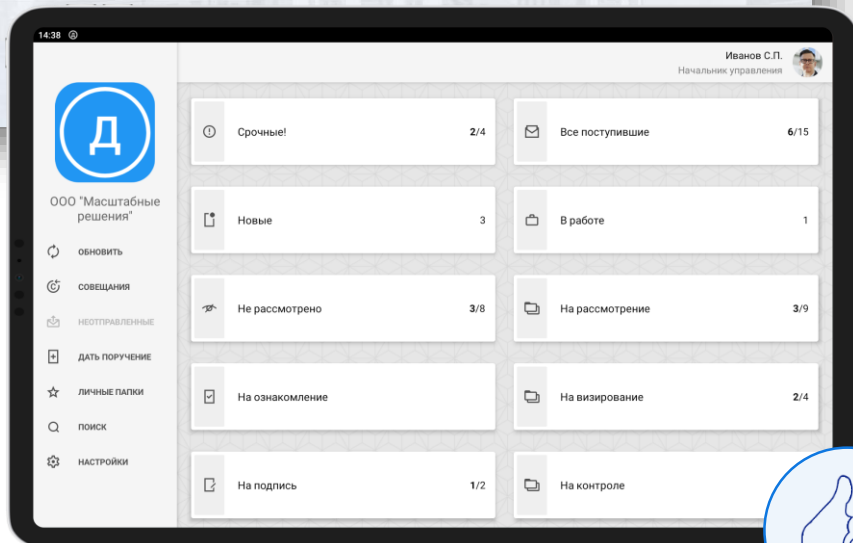 14:38
Иванов С.П.
Начальник управления
Д
ООО "Масштабные
решения"
ОБНОВИТЬ
СОВЕЩАНИЯ
НЕОТПРАВЛЕННЫЕ
ДАТЬ ПОРУЧЕНИЕ
ЛИЧНЫЕ ПАПКИ
ПОИСК
НАСТРОЙКИ
Срочные! 2/4
Все поступившие 6/15
Новые 3
В работе 1
Не рассмотрено 3/8
На рассмотрение 3/9
На ознакомление
На визирование 2/4
На подпись 1/2
На контроле